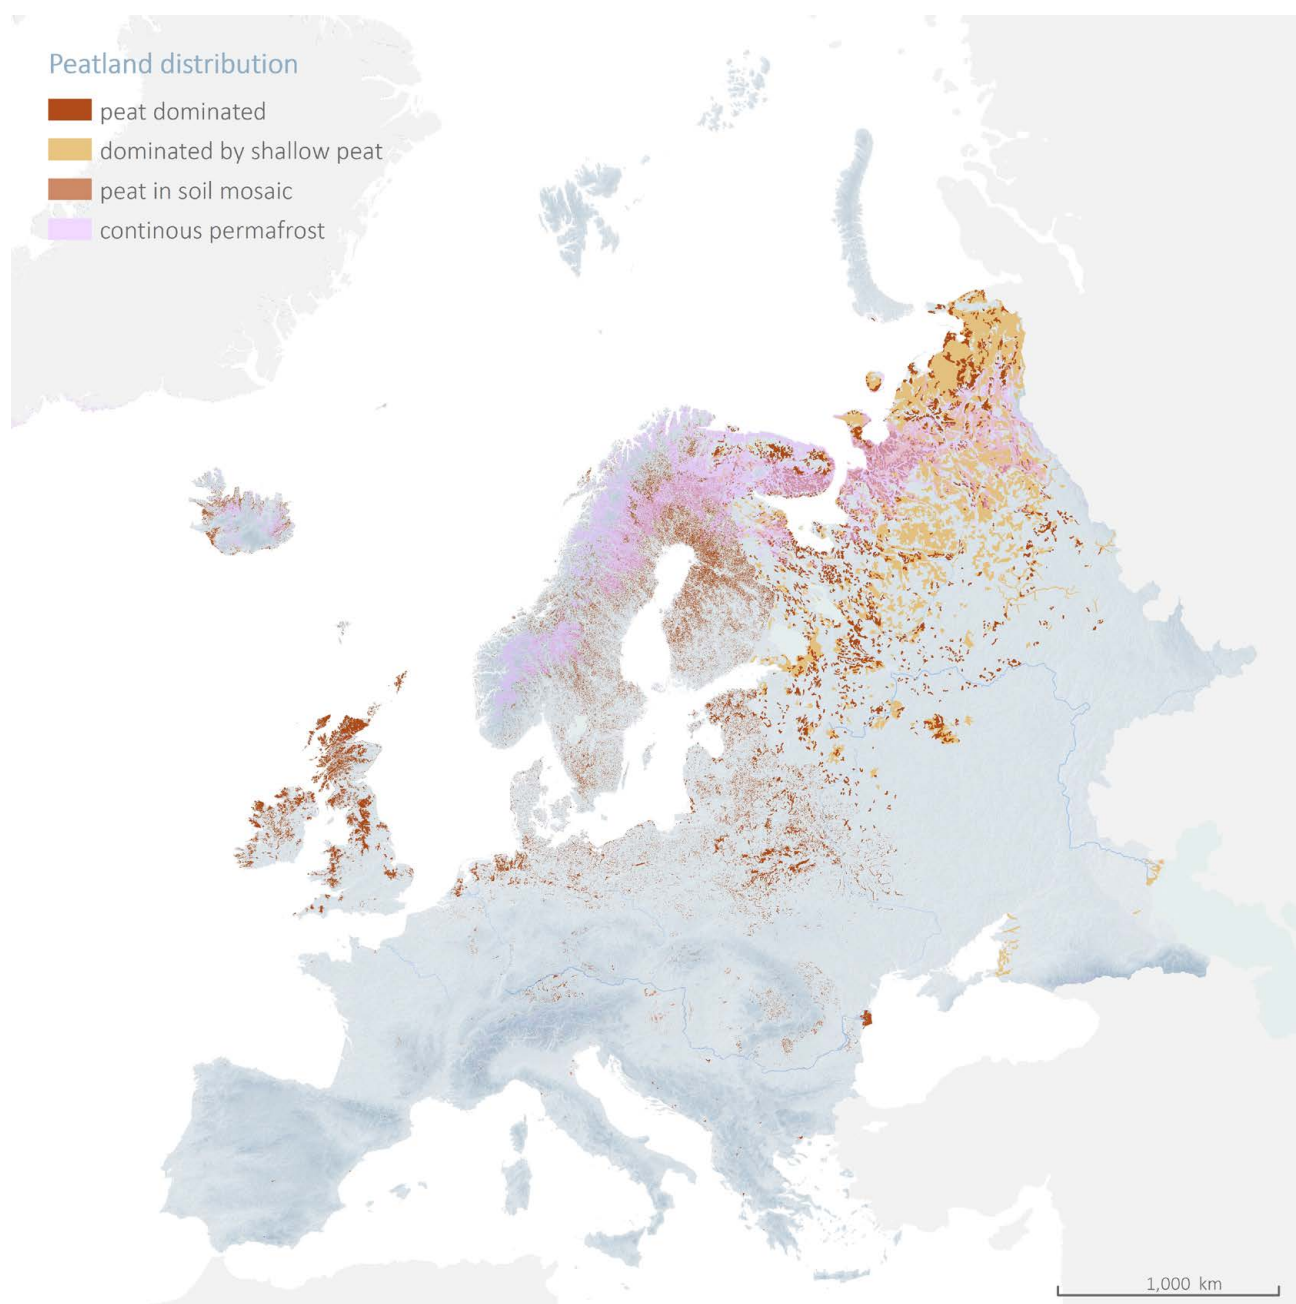 Peatland distribution
peat dominated
dominated by shallow peat
peat in soil mosaic
continous permafrost
1,000 km